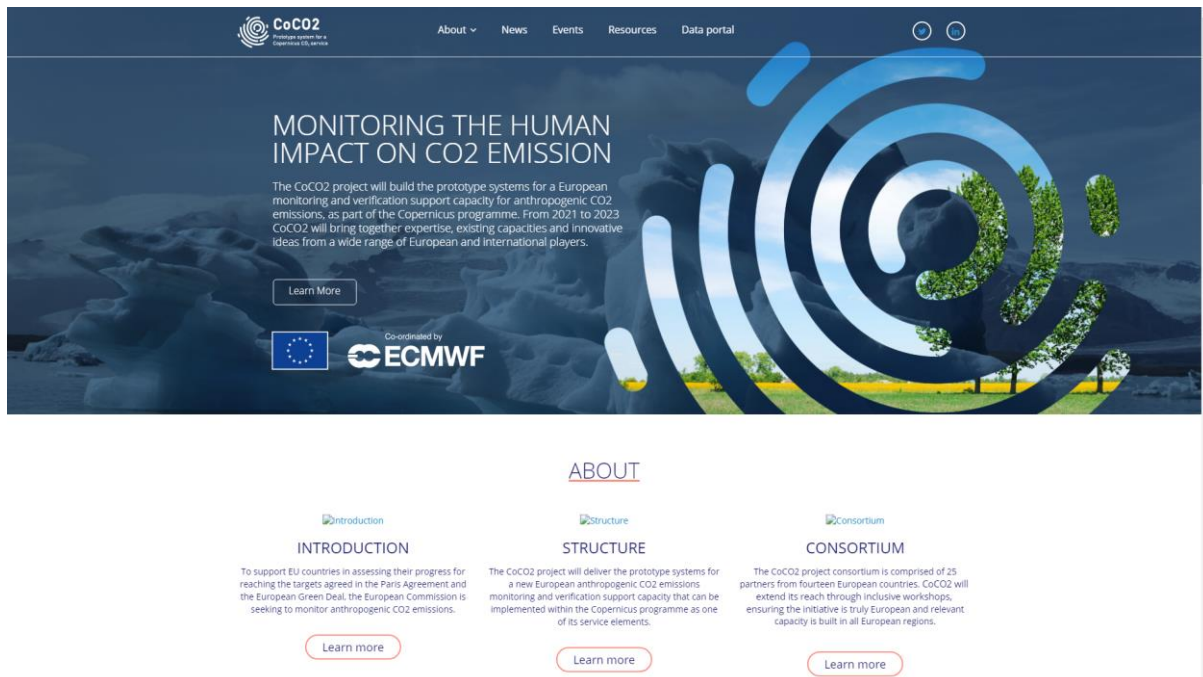 CoCO2
Prototype system for a
Copernicus CO₂ service
About
News
Events
Resources
Data portal
in
MONITORING THE HUMAN
IMPACT ON CO2 EMISSION
The CoCO2 project will build the prototype systems for a European
monitoring and verification support capacity for anthropogenic CO2
emissions, as part of the Copernicus programme. From 2021 to 2023
CoCO2 will bring together expertise, existing capacities and innovative
ideas from a wide range of European and international players.
Learn More
Co-ordinated by
ECMWF
ABOUT
Introduction
INTRODUCTION
To support EU countries in assessing their progress for
reaching the targets agreed in the Paris Agreement and
the European Green Deal, the European Commission is
seeking to monitor anthropogenic CO2 emissions.
Learn more
Structure
STRUCTURE
The CoCO2 project will deliver the prototype systems for
a new European anthropogenic CO2 emissions
monitoring and verification support capacity that can be
implemented within the Copernicus programme as one
of its service elements.
Learn more
Consortium
CONSORTIUM
The CoCO2 project consortium is comprised of 25
partners from fourteen European countries. CoCO2 will
extend its reach through inclusive workshops,
ensuring the initiative is truly European and relevant
capacity is built in all European regions.
Learn more